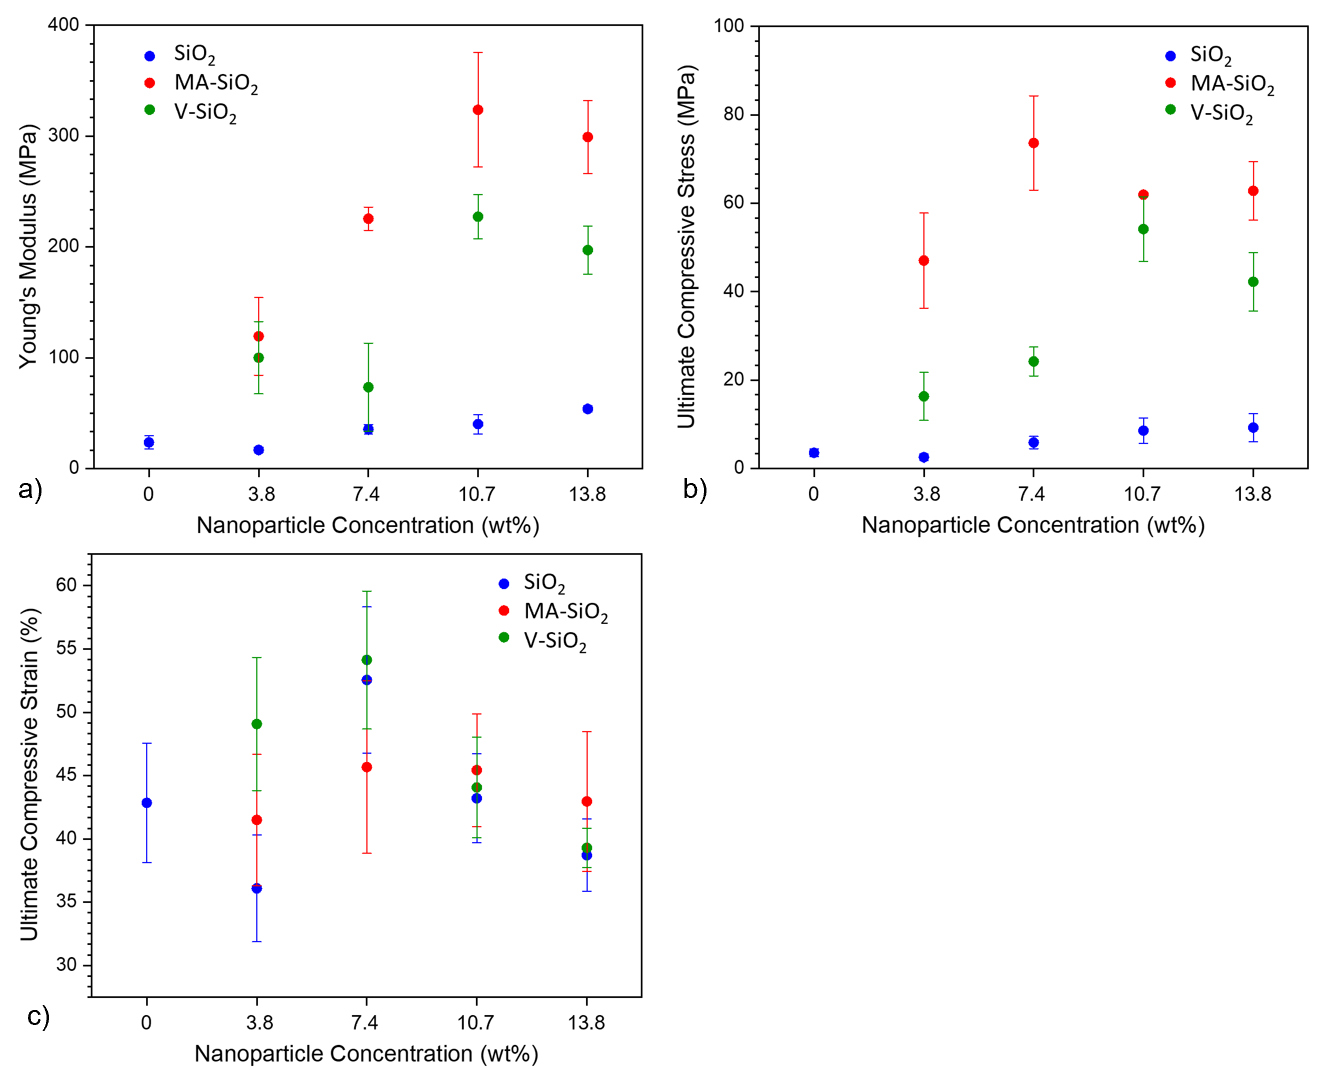 400
300
200
100
0
Young's Modulus (MPa)
SiO₂
MA-SiO₂
V-SiO₂
0 3.8 7.4 10.7 13.8
a)
Nanoparticle Concentration (wt%)
100
80
60
40
20
0
Ultimate Compressive Stress (MPa)
SiO₂
MA-SiO₂
V-SiO₂
0 3.8 7.4 10.7 13.8
b)
Nanoparticle Concentration (wt%)
60
55
50
45
40
35
30
Ultimate Compressive Strain (%)
SiO₂
MA-SiO₂
V-SiO₂
0 3.8 7.4 10.7 13.8
c)
Nanoparticle Concentration (wt%)